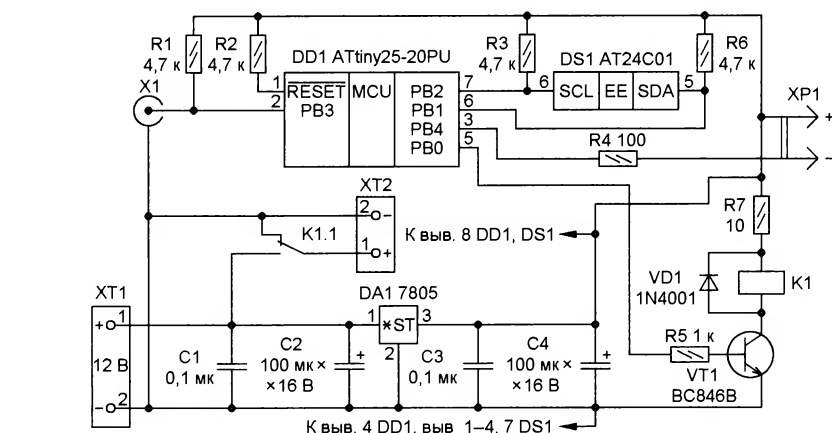 R1
4,7 к
R2
4,7 к
DD1 ATtiny25-20PU
R3
4,7 к
DS1 AT24C01
R6
4,7 к
X1
1
RESET
MCU
PB2
7
6
SCL
EE
SDA
5
XP1
2
PB3
PB1
6
+
PB4
3
R4 100
PB0
5
–
XT2
2
–
K1.1
1
+
К выв. 8 DD1, DS1
R7
10
VD1
1N4001
K1
XT1
+
1
12 В
–
2
DA1 7805
1
*ST
3
2
C1
0,1 мк
C2
100 мк×
×16 В
+
C3
0,1 мк
C4
100 мк×
×16 В
+
R5 1 к
VT1
BC846B
К выв. 4 DD1, выв 1–4, 7 DS1